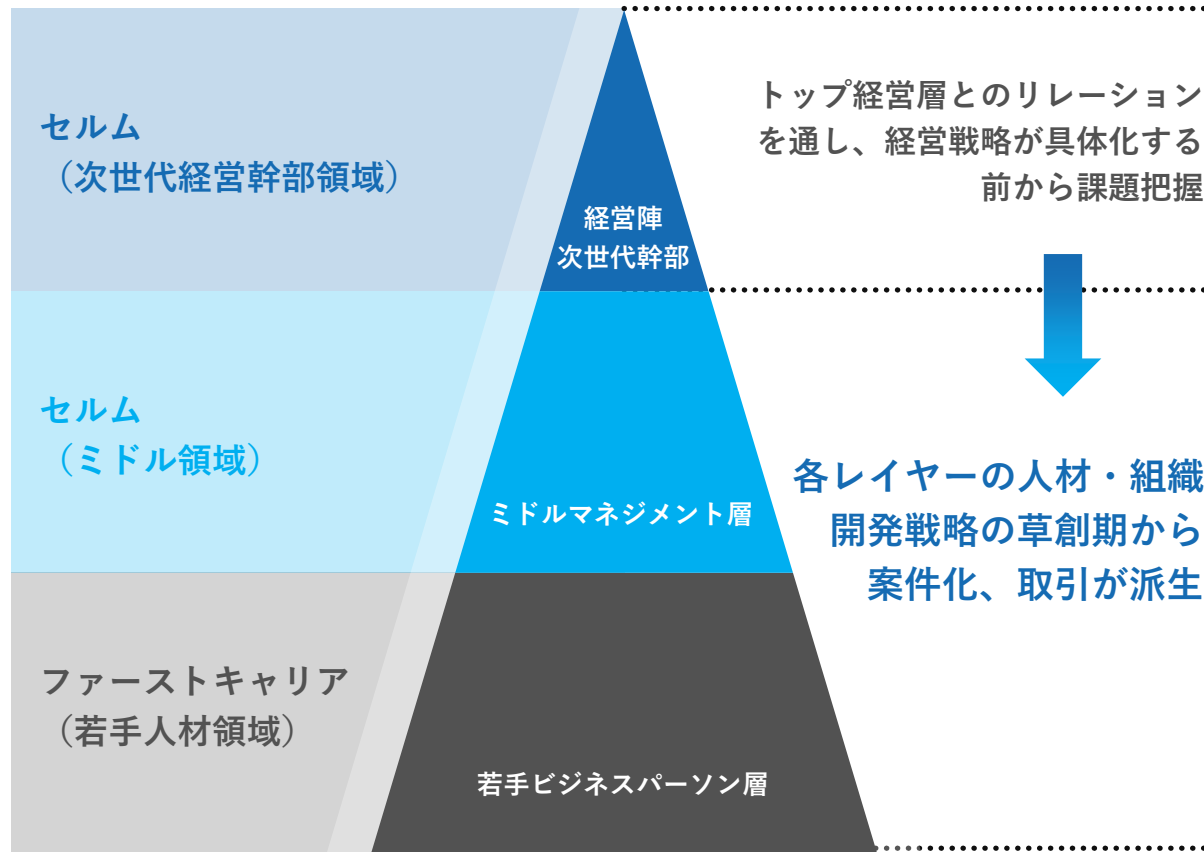 セルム
（次世代経営幹部領域）
経営陣
次世代幹部
トップ経営層とのリレーション
を通し、経営戦略が具体化する
前から課題把握
セルム
（ミドル領域）
ミドルマネジメント層
各レイヤーの人材・組織
開発戦略の草創期から
案件化、取引が派生
ファーストキャリア
（若手人材領域）
若手ビジネスパーソン層